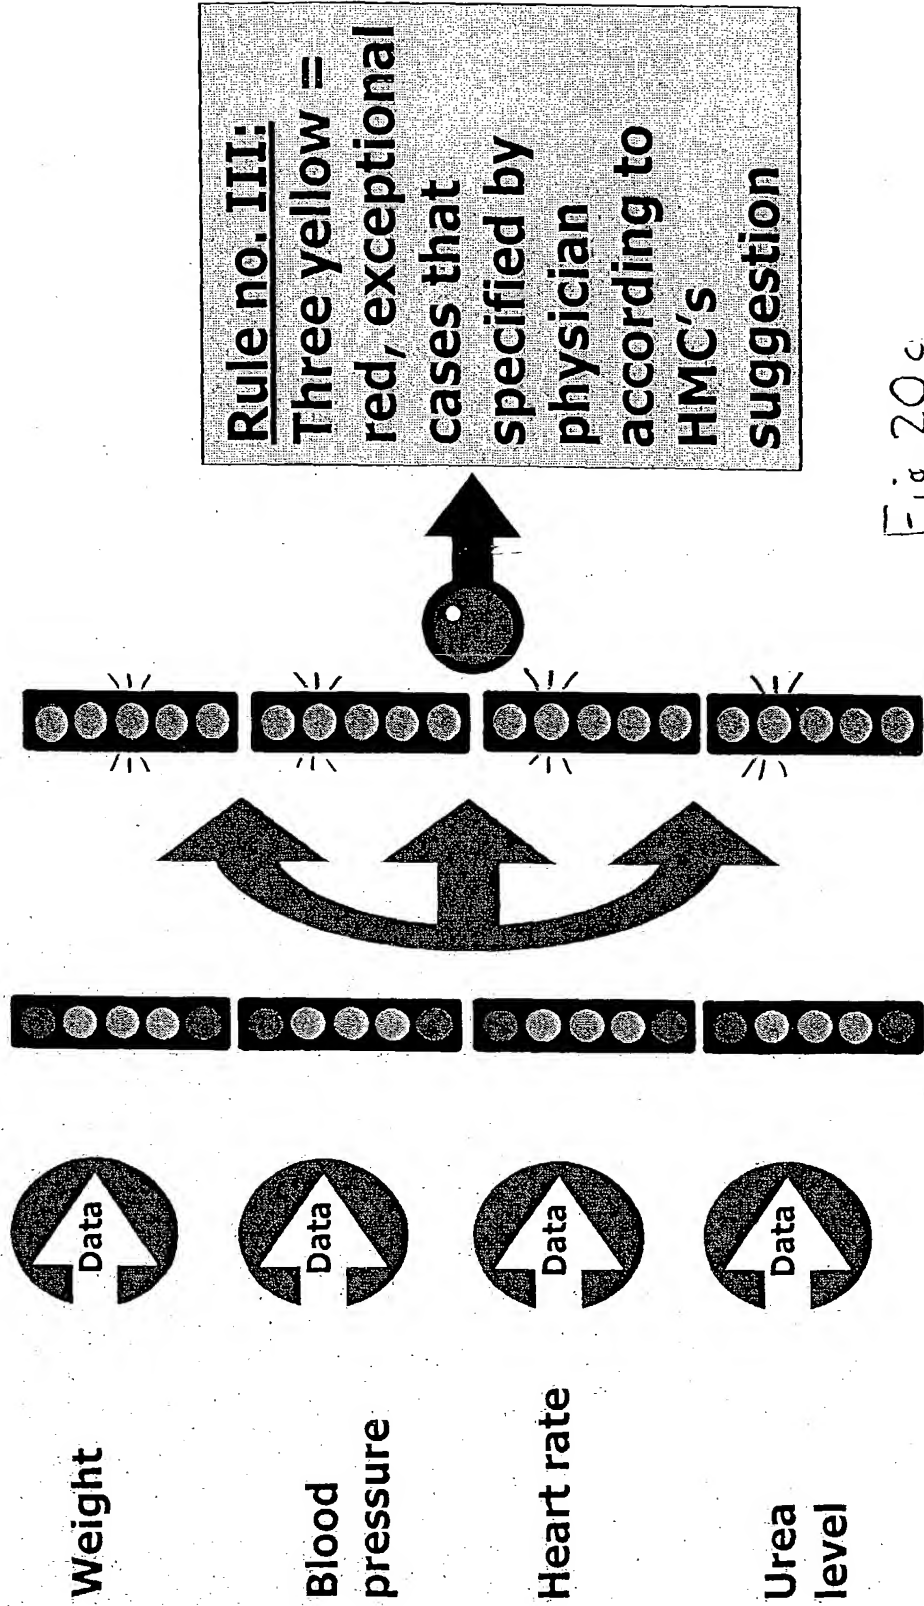 Weight
Data
Blood
pressure
Data
Heart rate
Data
Urea
level
Data
Rule no. III:
Three yellow =
red, exceptional
cases that
specified by
physician
according to
HMC's
suggestion
Fig 20c